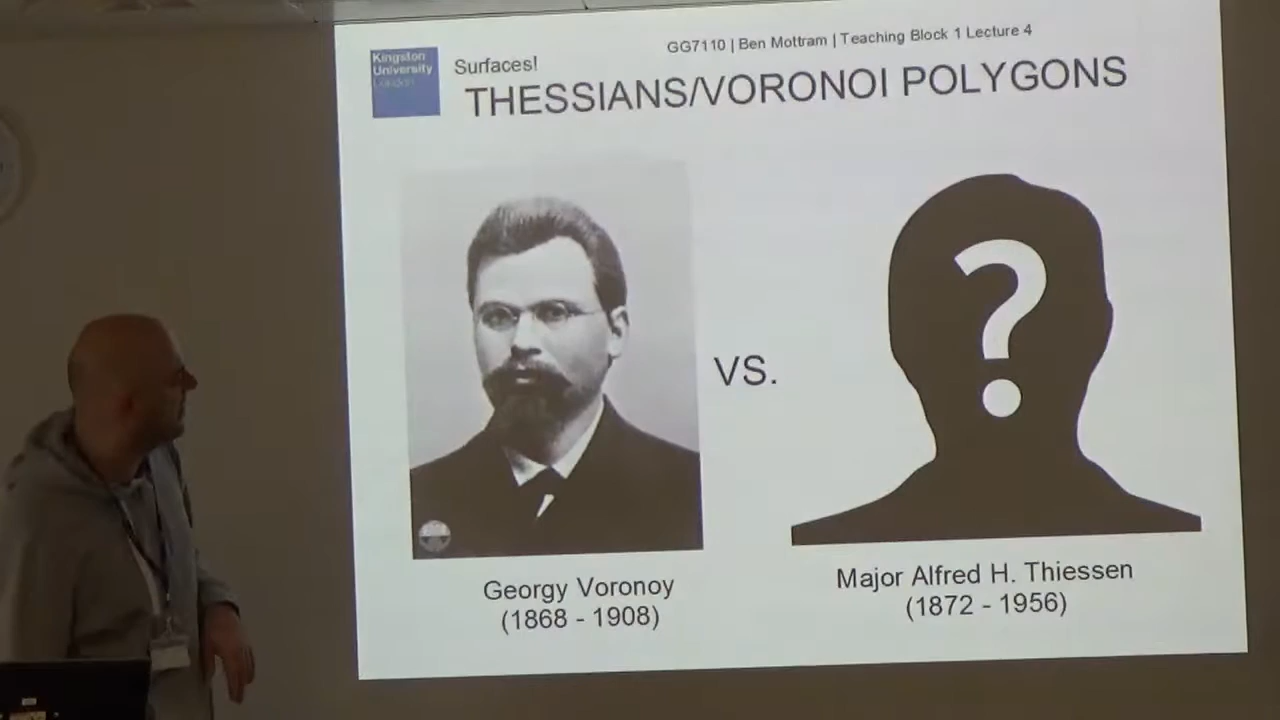 GG7110 | Ben Mottram | Teaching Block 1 Lecture 4
Kingston
University
London
Surfaces!
THESSIANS/VORONOI POLYGONS
VS.
?
Georgy Voronoy
(1868 - 1908)
Major Alfred H. Thiessen
(1872 - 1956)